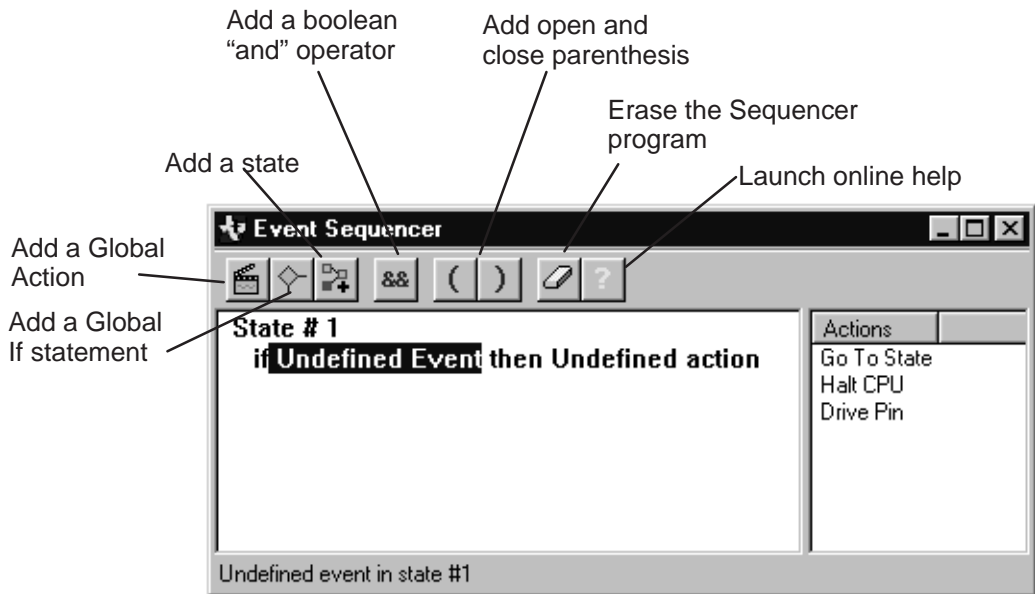 Add a boolean
“and” operator
Add open and
close parenthesis
Erase the Sequencer
program
Add a state
Launch online help
Event Sequencer
Add a Global
Action
&&
(
)
?
Add a Global
If statement
State # 1
if Undefined Event then Undefined action
Actions
Go To State
Halt CPU
Drive Pin
Undefined event in state #1